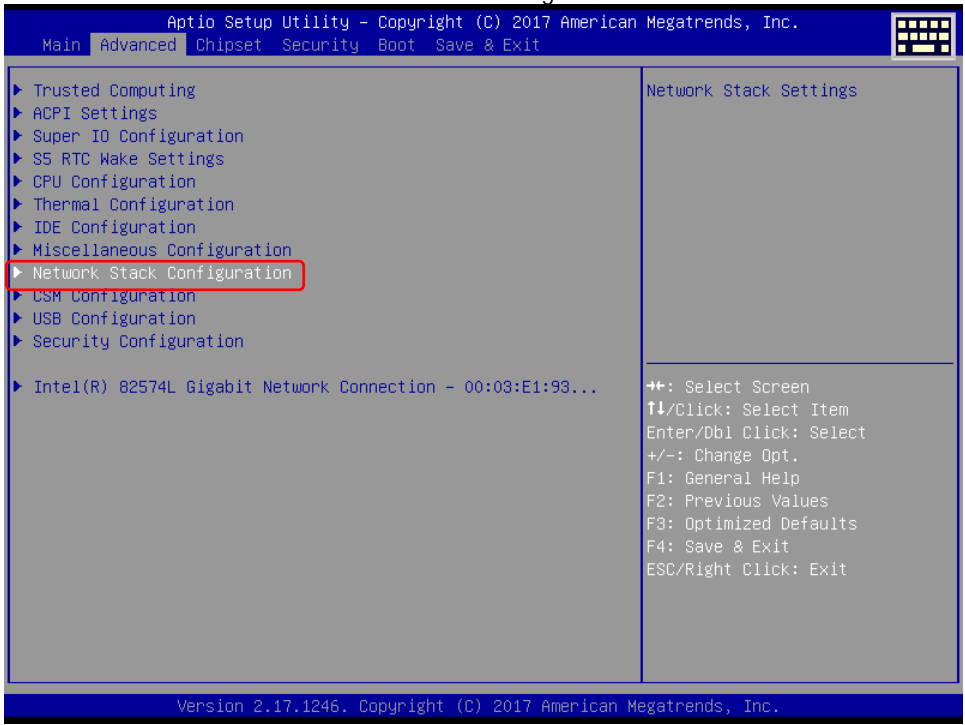 Aptio Setup Utility – Copyright (C) 2017 American Megatrends, Inc.
Main Advanced Chipset Security Boot Save & Exit
Trusted Computing
ACPI Settings
Super IO Configuration
S5 RTC Wake Settings
CPU Configuration
Thermal Configuration
IDE Configuration
Miscellaneous Configuration
Network Stack Configuration
CSM Configuration
USB Configuration
Security Configuration
Intel(R) 82574L Gigabit Network Connection – 00:03:E1:93...
Network Stack Settings
→←: Select Screen
↑↓/Click: Select Item
Enter/Dbl Click: Select
+/-: Change Opt.
F1: General Help
F2: Previous Values
F3: Optimized Defaults
F4: Save & Exit
ESC/Right Click: Exit
Version 2.17.1246. Copyright (C) 2017 American Megatrends, Inc.